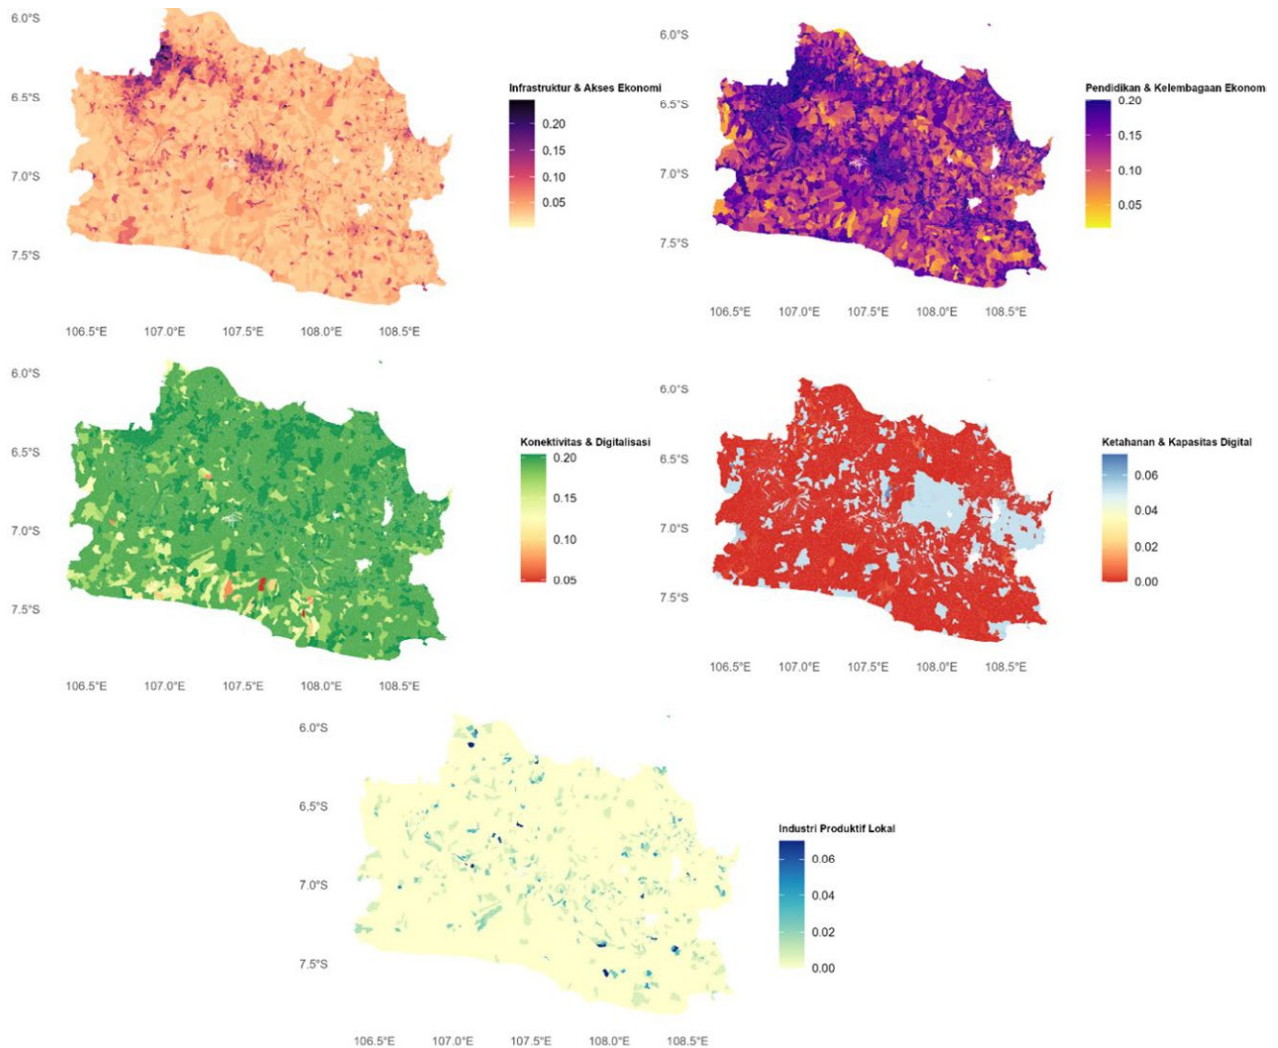 6.0°S
6.5°S
7.0°S
7.5°S
106.5°E 107.0°E 107.5°E 108.0°E 108.5°E
Infrastruktur & Akses Ekonomi
0.20
0.15
0.10
0.05
6.0°S
6.5°S
7.0°S
7.5°S
106.5°E 107.0°E 107.5°E 108.0°E 108.5°E
Pendidikan & Kelembagaan Ekonom
0.20
0.15
0.10
0.05
6.0°S
6.5°S
7.0°S
7.5°S
106.5°E 107.0°E 107.5°E 108.0°E 108.5°E
Konektivitas & Digitalisasi
0.20
0.15
0.10
0.05
6.0°S
6.5°S
7.0°S
7.5°S
106.5°E 107.0°E 107.5°E 108.0°E 108.5°E
Ketahanan & Kapasitas Digital
0.06
0.04
0.02
0.00
6.0°S
6.5°S
7.0°S
7.5°S
106.5°E 107.0°E 107.5°E 108.0°E 108.5°E
Industri Produktif Lokal
0.06
0.04
0.02
0.00